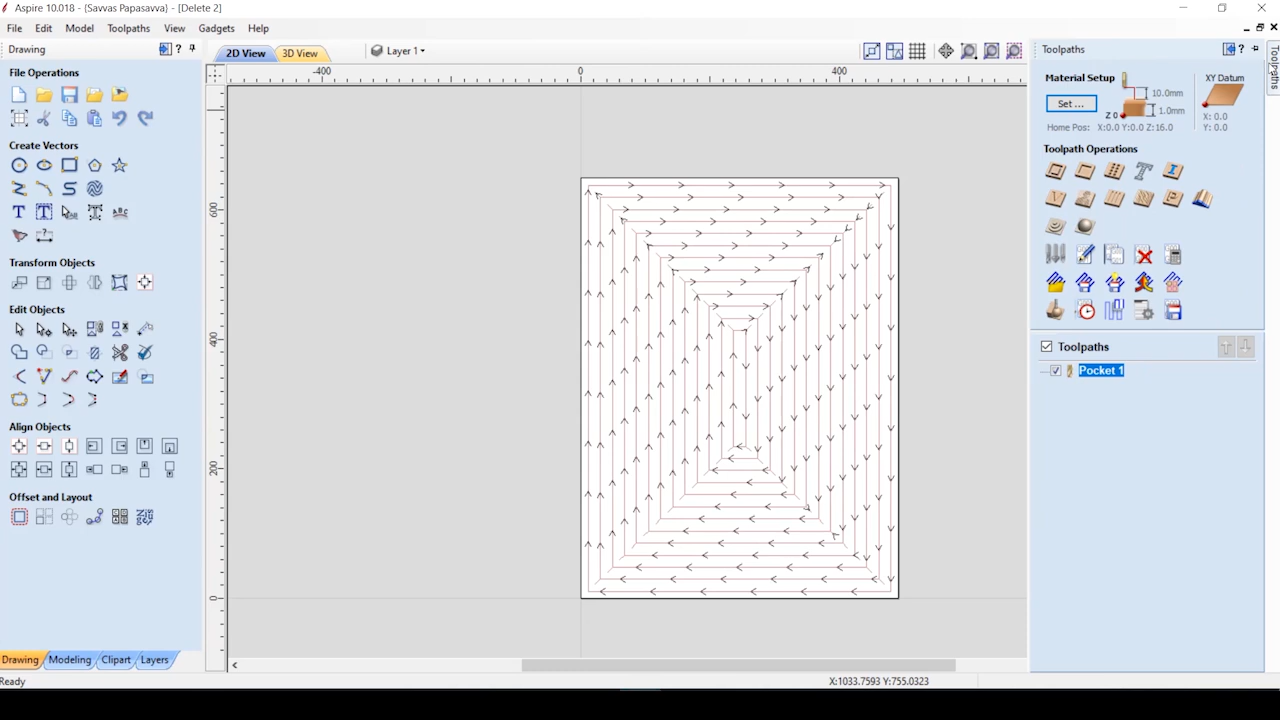 Aspire 10.018 - {Savvas Papasavva} - [Delete 2]
File Edit Model Toolpaths View Gadgets Help
Drawing
File Operations
Create Vectors
Transform Objects
Edit Objects
Align Objects
Offset and Layout
Drawing Modeling Clipart Layers
Ready
2D View 3D View Layer 1
-400 0 400
600
400
200
0
X:1033.7593 Y:755.0323
Toolpaths
Material Setup
Set ...
10.0mm
Z 0
1.0mm
XY Datum
X: 0.0
Y: 0.0
Home Pos: X:0.0 Y:0.0 Z:16.0
Toolpath Operations
Toolpaths
Pocket 1
Toolpaths